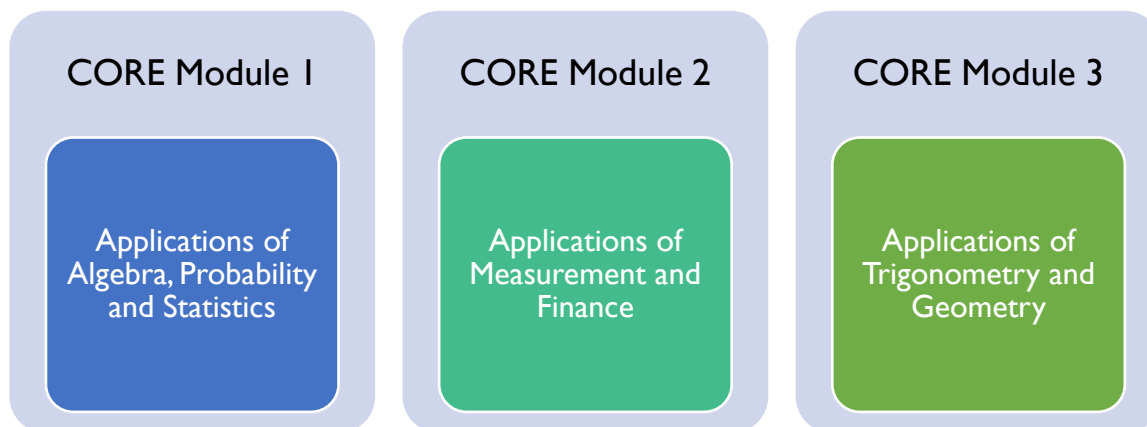 CORE Module 1
Applications of
Algebra, Probability
and Statistics
CORE Module 2
Applications of
Measurement and
Finance
CORE Module 3
Applications of
Trigonometry and
Geometry